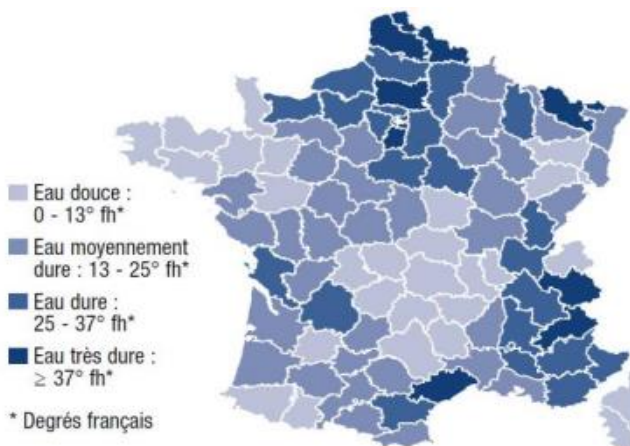 Eau douce :
0 - 13° fh*
Eau moyennement
dure : 13 - 25° fh*
Eau dure :
25 - 37° fh*
Eau très dure :
≥ 37° fh*
* Degrés français